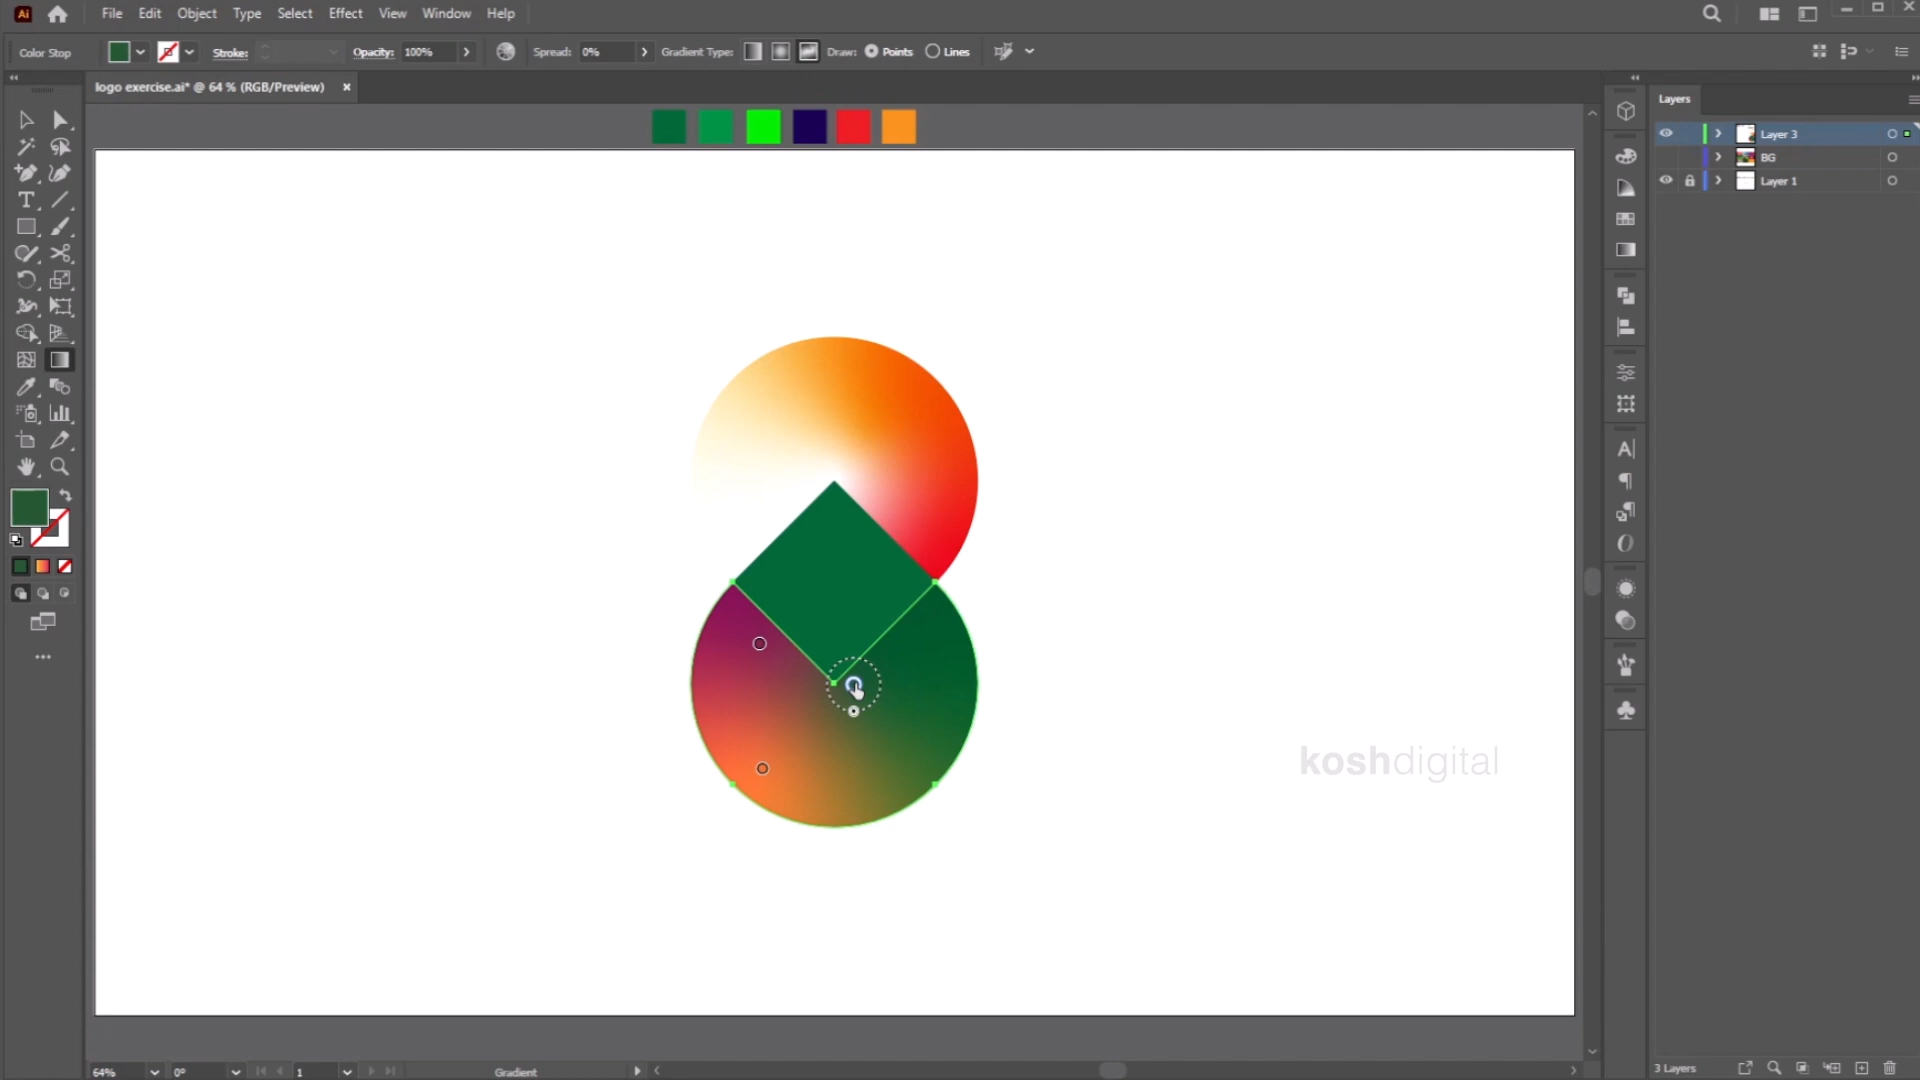 Ai File Edit Object Type Select Effect View Window Help
Color Stop Stroke: Opacity: 100% Spread: 0% Gradient Type: Draw: Points Lines
logo exercise.ai* @ 64 % (RGB/Preview) ×
Layers
Layer 3
BG
Layer 1
koshdigital
64% 0° 1 Gradient
3 Layers